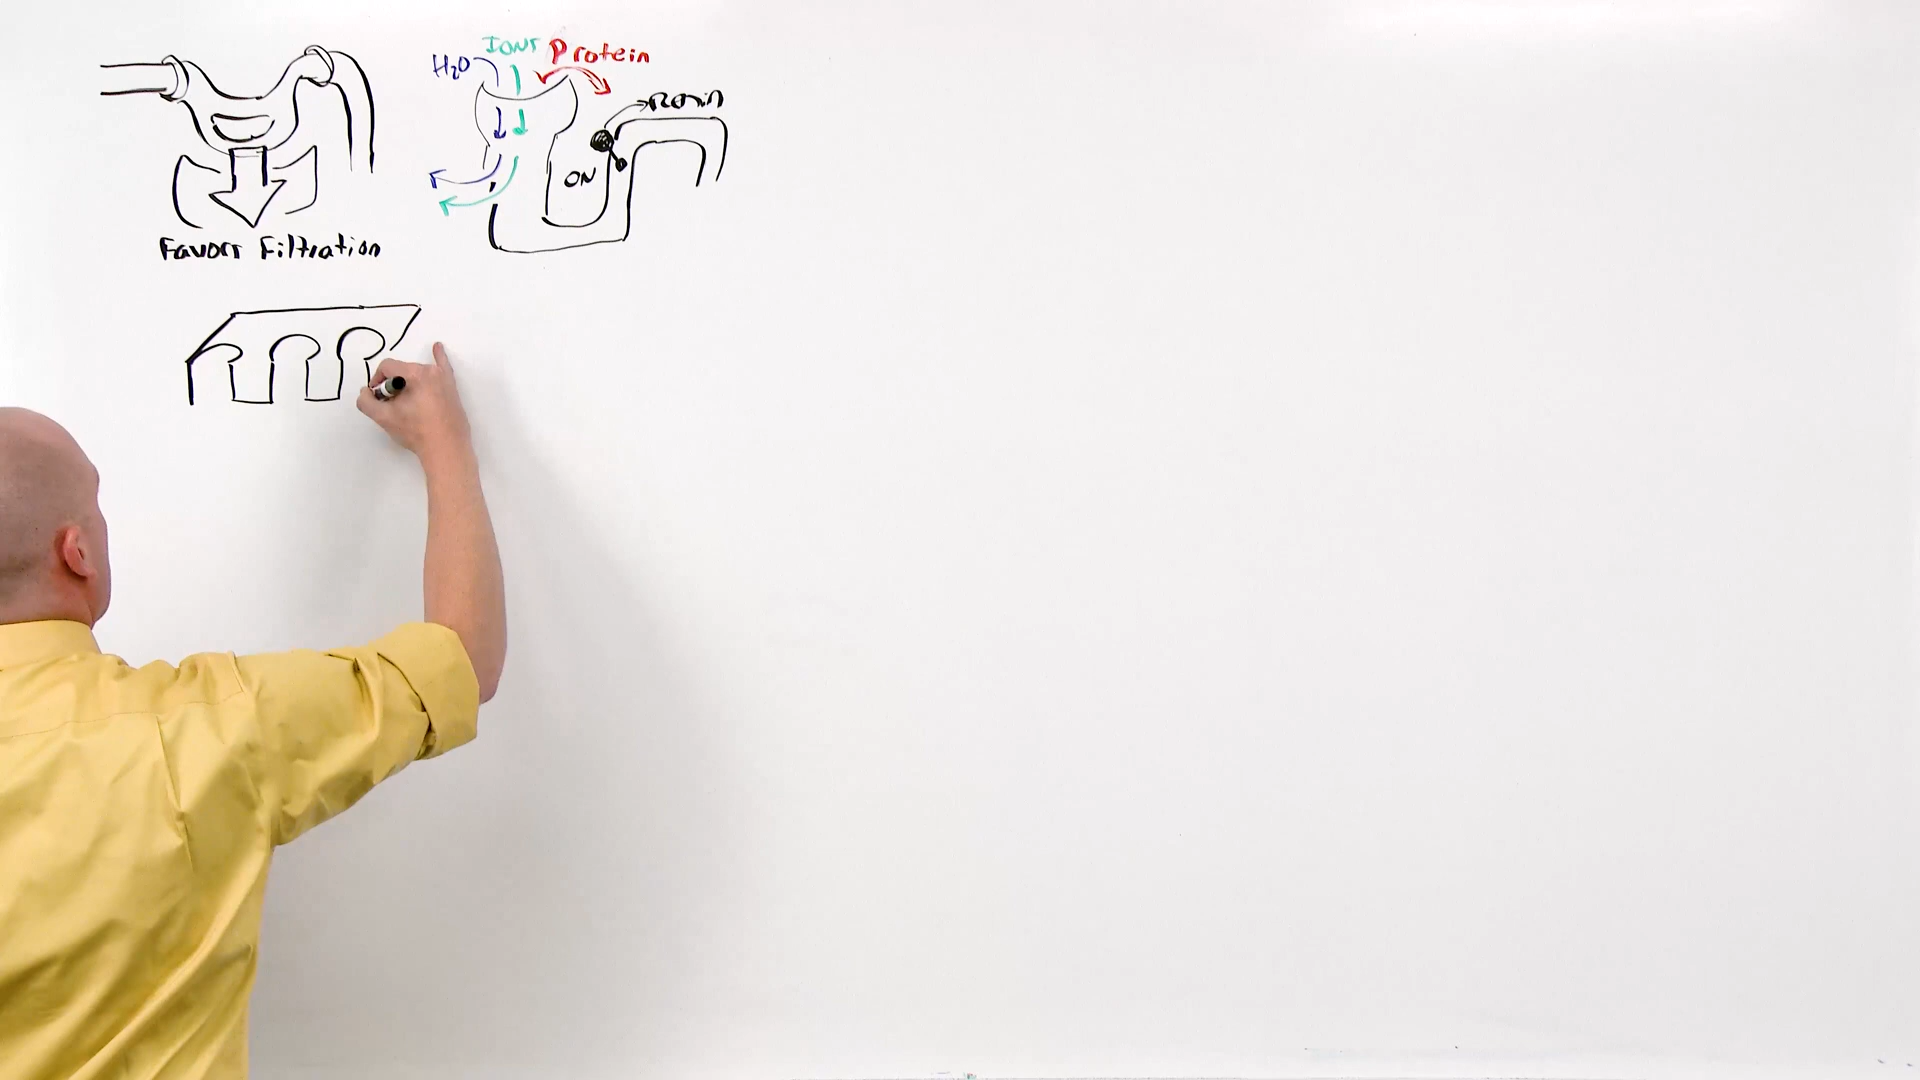 Ions Protein
H₂O
Renin
ON
Favors Filtration